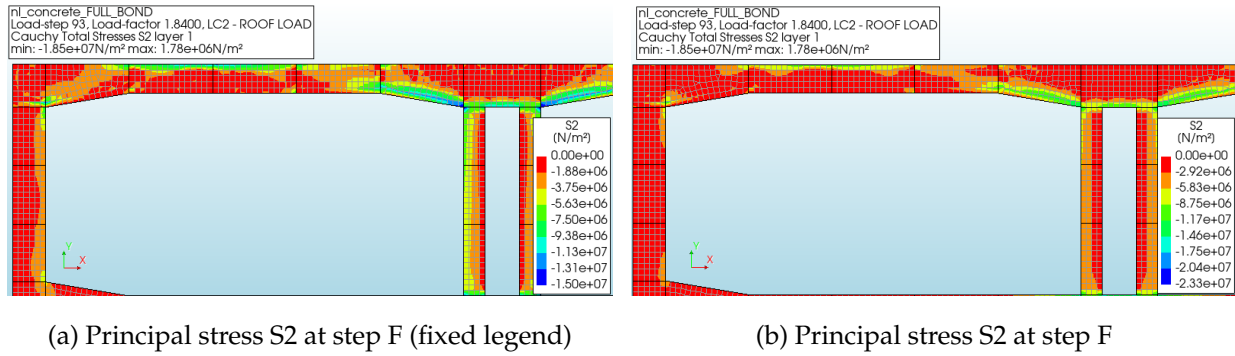 nl_concrete_FULL_BOND
Load-step 93, Load-factor 1.8400, LC2 - ROOF LOAD
Cauchy Total Stresses S2 layer 1
min: -1.85e+07N/m² max: 1.78e+06N/m²
S2
(N/m²)
0.00e+00
-1.88e+06
-3.75e+06
-5.63e+06
-7.50e+06
-9.38e+06
-1.13e+07
-1.31e+07
-1.50e+07
Y
X
(a) Principal stress S2 at step F (fixed legend)
nl_concrete_FULL_BOND
Load-step 93, Load-factor 1.8400, LC2 - ROOF LOAD
Cauchy Total Stresses S2 layer 1
min: -1.85e+07N/m² max: 1.78e+06N/m²
S2
(N/m²)
0.00e+00
-2.92e+06
-5.83e+06
-8.75e+06
-1.17e+07
-1.46e+07
-1.75e+07
-2.04e+07
-2.33e+07
Y
X
(b) Principal stress S2 at step F